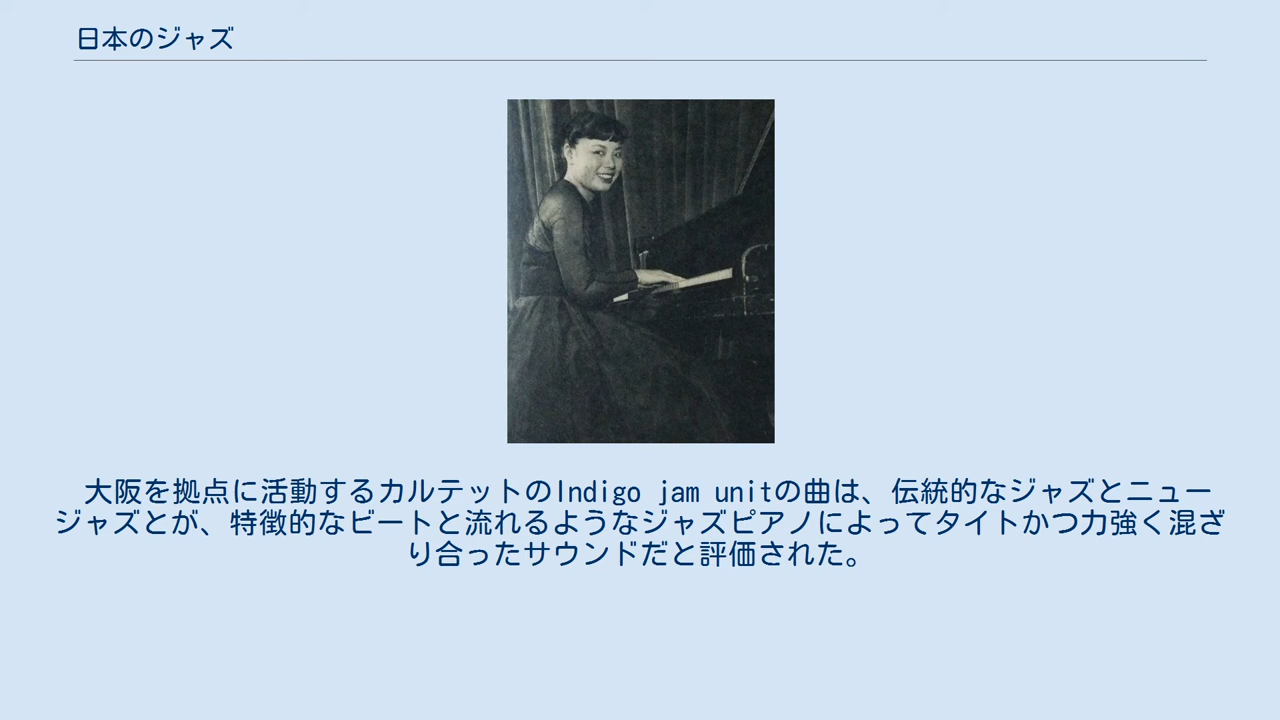 日本のジャズ
大阪を拠点に活動するカルテットのIndigo jam unitの曲は、伝統的なジャズとニュー
ジャズとが、特徴的なビートと流れるようなジャズピアノによってタイトかつ力強く混ざ
り合ったサウンドだと評価された。